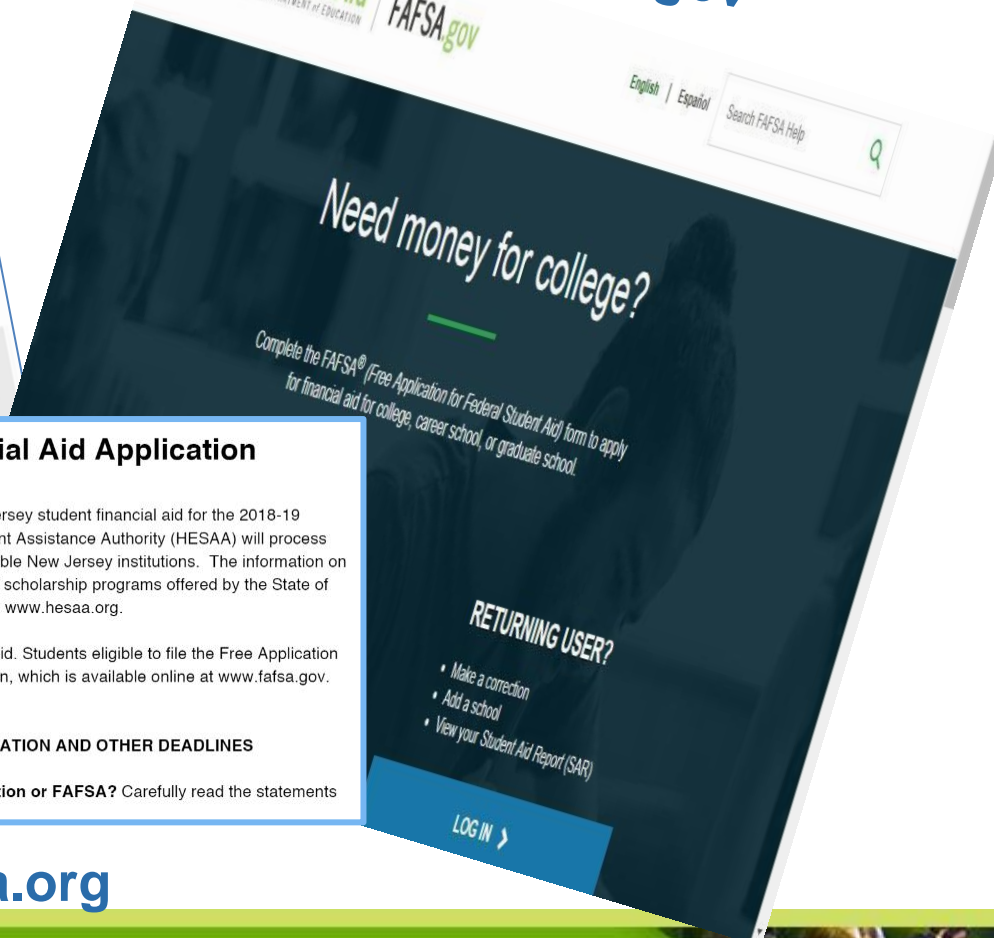 gov
FAFSA.gov
OF EDUCATION
English | Español
Search FAFSA Help
Need money for college?
Complete the FAFSA® (Free Application for Federal Student Aid) form to apply
for financial aid for college, career school, or graduate school.
RETURNING USER?
• Make a correction
• Add a school
• View your Student Aid Report (SAR)
LOG IN ❯
ial Aid Application
ersey student financial aid for the 2018-19
nt Assistance Authority (HESAA) will process
ble New Jersey institutions. The information on
scholarship programs offered by the State of
www.hesaa.org.
id. Students eligible to file the Free Application
n, which is available online at www.fafsa.gov.
ATION AND OTHER DEADLINES
tion or FAFSA? Carefully read the statements
a.org